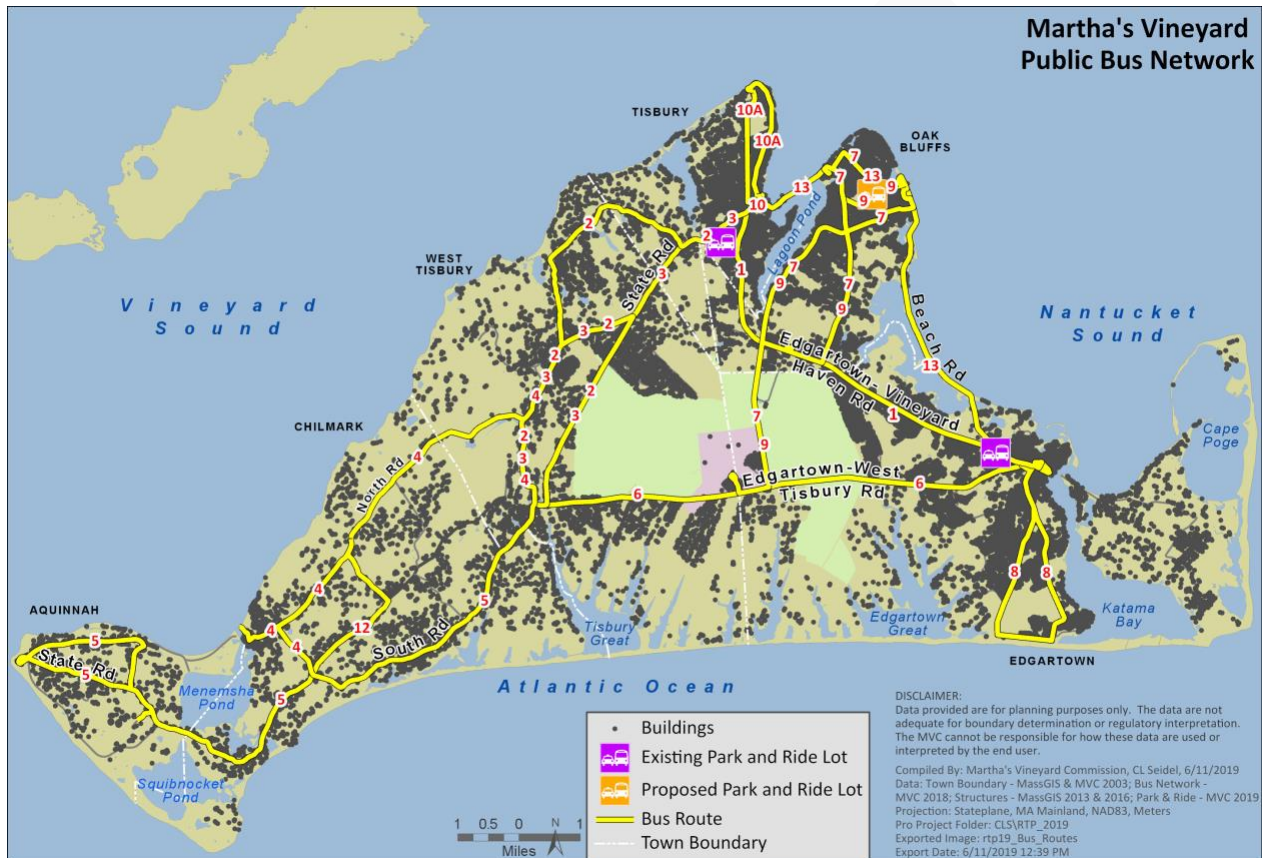 Martha's Vineyard
Public Bus Network
TISBURY
OAK
BLUFFS
10A
10A
7
13
7
13
9
9
10
3
7
2
2
Lagoon Pond
WEST
TISBURY
State Rd
3
1
7
9
7
9
Vineyard
Sound
Nantucket
Sound
Beach Rd
3
2
2
3
4
2
3
13
Edgartown- Vineyard
Haven Rd
1
Cape
Poge
CHILMARK
North Rd
4
2
3
4
7
9
Edgartown-West
Tisbury Rd
6
6
4
5
8
8
AQUINNAH
5
State Rd
5
4
4
12
South Rd
Tisbury
Great
Edgartown
Great
Katama
Bay
EDGARTOWN
Menemsha
Pond
5
Atlantic Ocean
Squibnocket
Pond
Buildings
Existing Park and Ride Lot
Proposed Park and Ride Lot
Bus Route
Town Boundary
1 0.5 0 1
Miles
N
DISCLAIMER:
Data provided are for planning purposes only. The data are not
adequate for boundary determination or regulatory interpretation.
The MVC cannot be responsible for how these data are used or
interpreted by the end user.
Compiled By: Martha's Vineyard Commission, CL Seidel, 6/11/2019
Data: Town Boundary - MassGIS & MVC 2003; Bus Network -
MVC 2018; Structures - MassGIS 2013 & 2016; Park & Ride - MVC 2019
Projection: Stateplane, MA Mainland, NAD83, Meters
Pro Project Folder: CLS\RTP_2019
Exported Image: rtp19_Bus_Routes
Export Date: 6/11/2019 12:39 PM